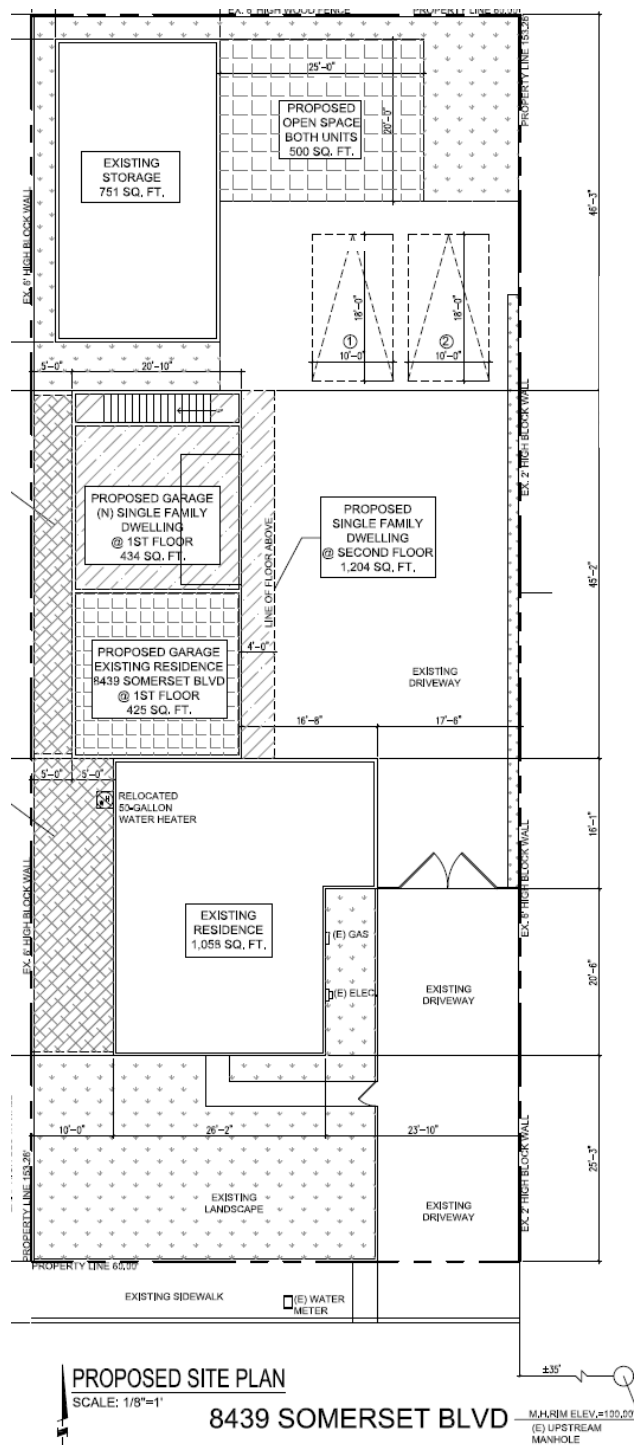 EX. 6' HIGH WOOD FENCE
PROPERTY LINE 60.00'
PROPERTY LINE 153.26'
25'-0"
20'-0"
PROPOSED
OPEN SPACE
BOTH UNITS
500 SQ. FT.
EXISTING
STORAGE
751 SQ. FT.
EX. 6' HIGH BLOCK WALL
46'-3"
18'-0"
18'-0"
1
2
10'-0"
10'-0"
5'-0"
20'-10"
EX. 2' HIGH BLOCK WALL
PROPOSED GARAGE
(N) SINGLE FAMILY
DWELLING
@ 1ST FLOOR
434 SQ. FT.
LINE OF FLOOR ABOVE
PROPOSED
SINGLE FAMILY
DWELLING
@ SECOND FLOOR
1,204 SQ. FT.
45'-2"
PROPOSED GARAGE
EXISTING RESIDENCE
8439 SOMERSET BLVD
@ 1ST FLOOR
425 SQ. FT.
4'-0"
EXISTING
DRIVEWAY
16'-8"
17'-6"
5'-0"
5'-0"
RELOCATED
50-GALLON
WATER HEATER
16'-1"
EX. 6' HIGH BLOCK WALL
EX. 6' HIGH BLOCK WALL
EXISTING
RESIDENCE
1,058 SQ. FT.
(E) GAS
(E) ELEC.
EXISTING
DRIVEWAY
20'-6"
10'-0"
26'-2"
23'-10"
EX. 2' HIGH BLOCK WALL
25'-3"
PROPERTY LINE 153.26'
EXISTING
LANDSCAPE
EXISTING
DRIVEWAY
PROPERTY LINE 60.00'
EXISTING SIDEWALK
(E) WATER
METER
PROPOSED SITE PLAN
SCALE: 1/8"=1'
±35'
8439 SOMERSET BLVD
M.H.RIM ELEV.=100.00'
(E) UPSTREAM
MANHOLE